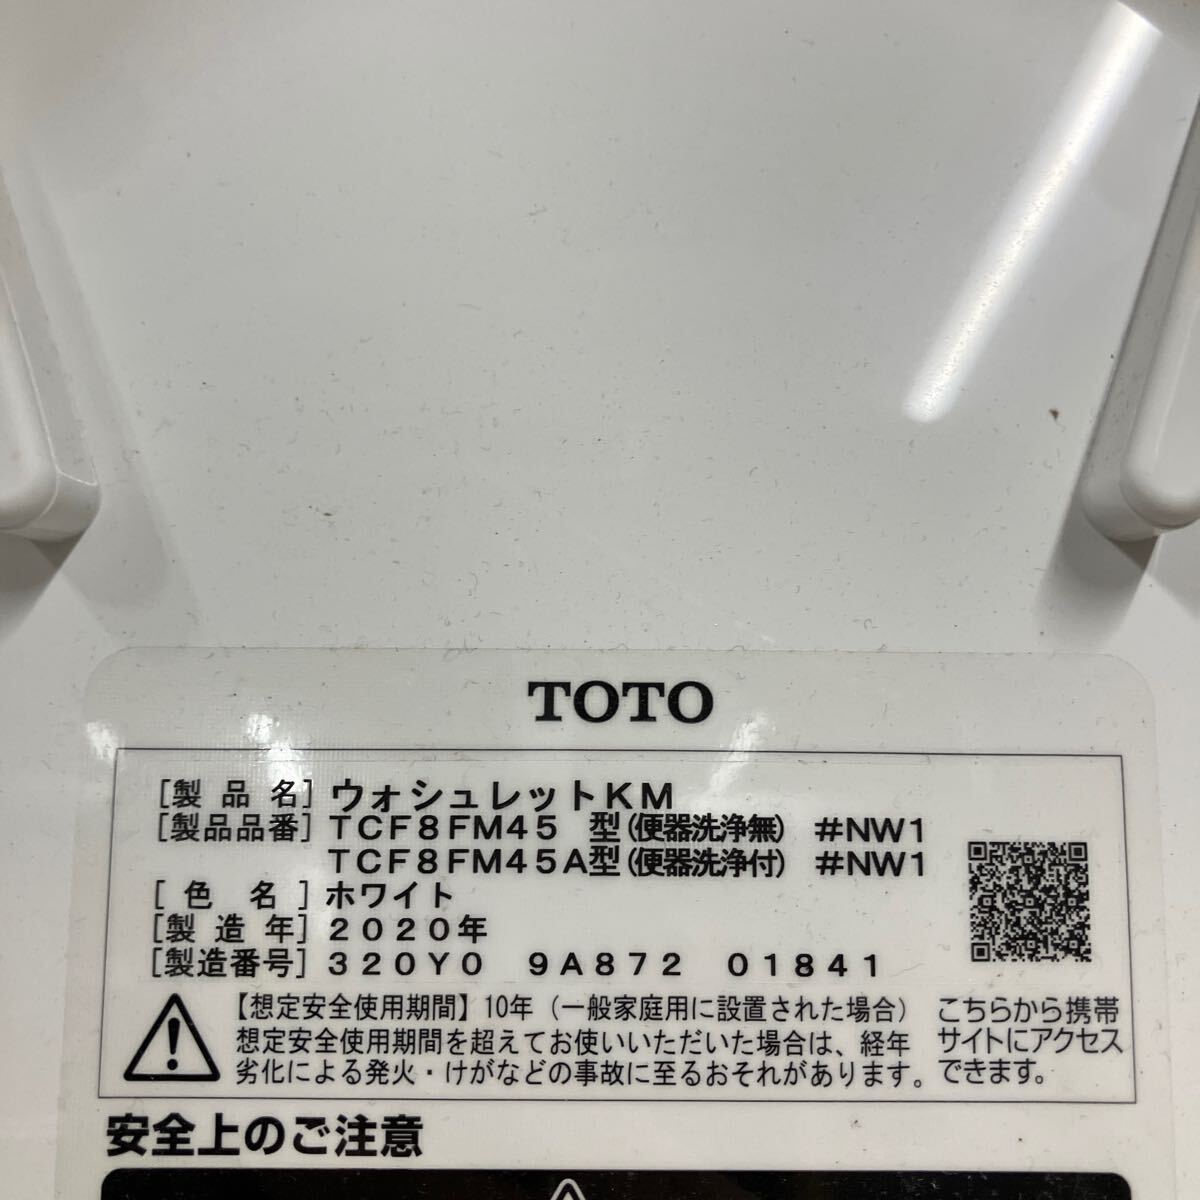 TOTO
[製品名] ウォシュレットKM
[製品品番] TCF8FM45 型(便器洗浄無) #NW1
TCF8FM45A型(便器洗浄付) #NW1
[色名] ホワイト
[製造年] 2020年
[製造番号] 320Y0 9A872 01841
【想定安全使用期間】10年（一般家庭用に設置された場合）
想定安全使用期間を超えてお使いいただいた場合は、経年
劣化による発火・けがなどの事故に至るおそれがあります。
こちらから携帯
サイトにアクセス
できます。
安全上のご注意